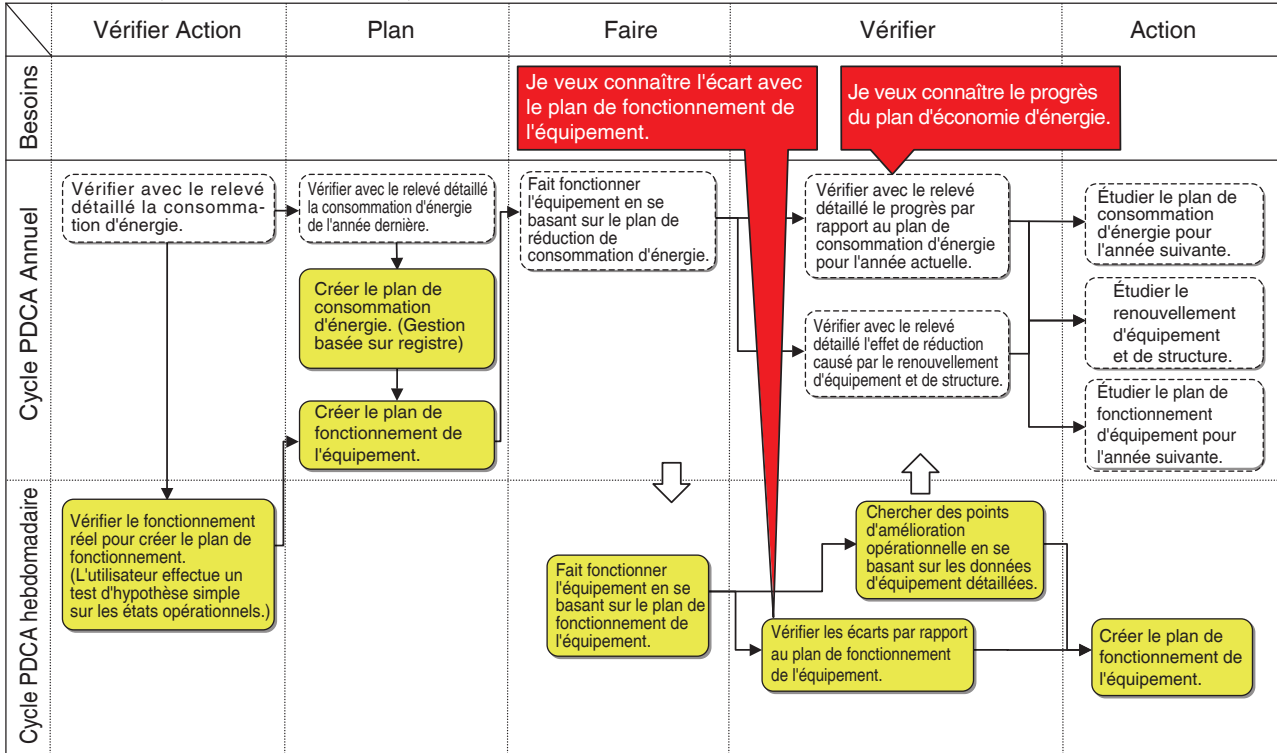 Vérifier Action
Plan
Faire
Vérifier
Action
Besoins
Je veux connaître l'écart avec
le plan de fonctionnement de
l'équipement.
Je veux connaître le progrès
du plan d'économie d'énergie.
Cycle PDCA Annuel
Vérifier avec le relevé
détaillé la consomma-
tion d'énergie.
Vérifier avec le relevé détaillé
la consommation d'énergie
de l'année dernière.
Créer le plan de
consommation
d'énergie. (Gestion
basée sur registre)
Créer le plan de
fonctionnement de
l'équipement.
Fait fonctionner
l'équipement en se
basant sur le plan de
réduction de
consommation d'énergie.
Vérifier avec le relevé
détaillé le progrès par
rapport au plan de
consommation d'énergie
pour l'année actuelle.
Vérifier avec le relevé
détaillé l'effet de réduction
causé par le renouvellement
d'équipement et de structure.
Étudier le plan de
consommation
d'énergie pour
l'année suivante.
Étudier le
renouvellement
d'équipement
et de structure.
Étudier le plan de
fonctionnement
d'équipement pour
l'année suivante.
Cycle PDCA hebdomadaire
Vérifier le fonctionnement
réel pour créer le plan de
fonctionnement.
(L'utilisateur effectue un
test d'hypothèse simple
sur les états opérationnels.)
Fait fonctionner
l'équipement en se
basant sur le plan de
fonctionnement de
l'équipement.
Chercher des points
d'amélioration
opérationnelle en se
basant sur les données
d'équipement détaillées.
Vérifier les écarts par rapport
au plan de fonctionnement
de l'équipement.
Créer le plan de
fonctionnement de
l'équipement.